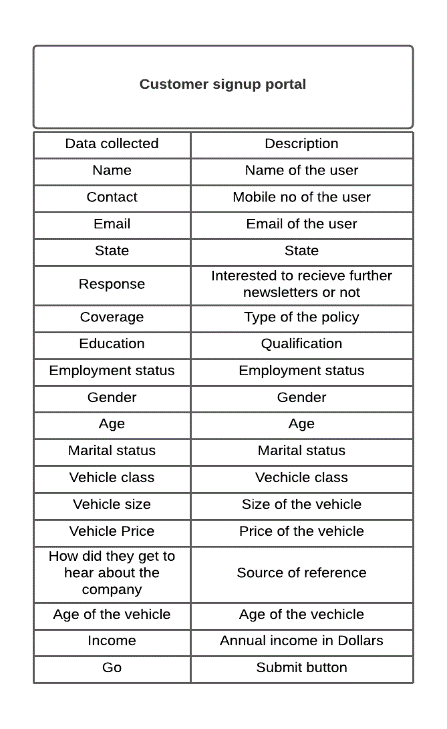 Customer signup portal
Data collected Description
Name Name of the user
Contact Mobile no of the user
Email Email of the user
State State
Response Interested to recieve further
newsletters or not
Coverage Type of the policy
Education Qualification
Employment status Employment status
Gender Gender
Age Age
Marital status Marital status
Vehicle class Vechicle class
Vehicle size Size of the vehicle
Vehicle Price Price of the vehicle
How did they get to
hear about the
company
Source of reference
Age of the vehicle Age of the vechicle
Income Annual income in Dollars
Go Submit button